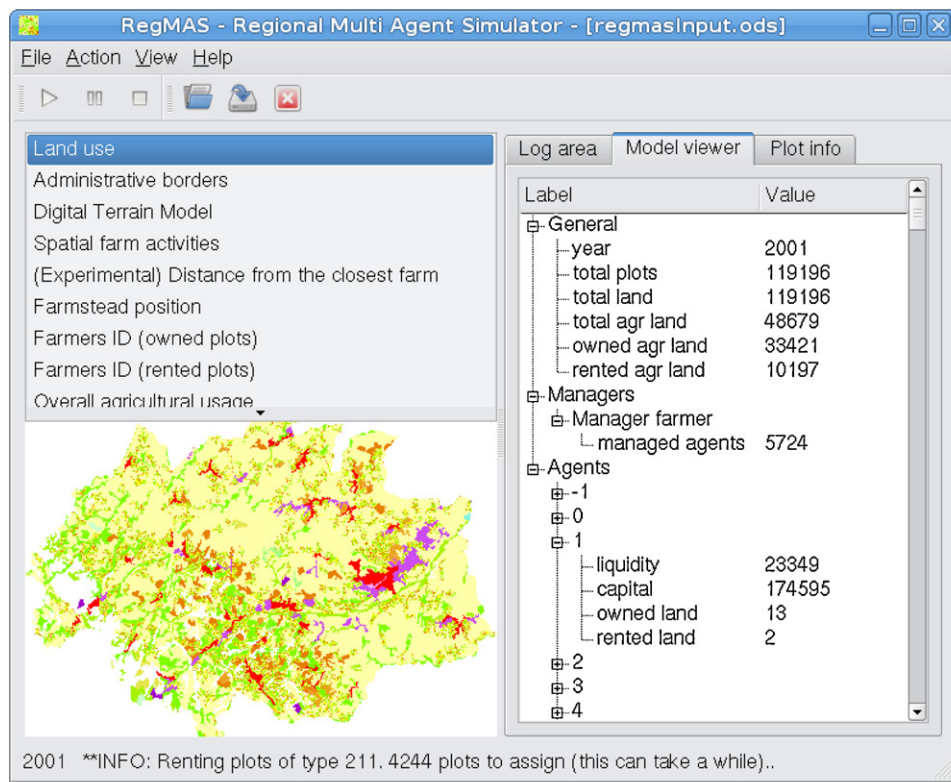 RegMAS - Regional Multi Agent Simulator - [regmasInput.ods]
File Action View Help
Land use
Administrative borders
Digital Terrain Model
Spatial farm activities
(Experimental) Distance from the closest farm
Farmstead position
Farmers ID (owned plots)
Farmers ID (rented plots)
Overall agricultural usage
Log area Model viewer Plot info
Label Value
General
year 2001
total plots 119196
total land 119196
total agr land 48679
owned agr land 33421
rented agr land 10197
Managers
Manager farmer
managed agents 5724
Agents
-1
0
1
liquidity 23349
capital 174595
owned land 13
rented land 2
2
3
4
2001 **INFO: Renting plots of type 211. 4244 plots to assign (this can take a while)..